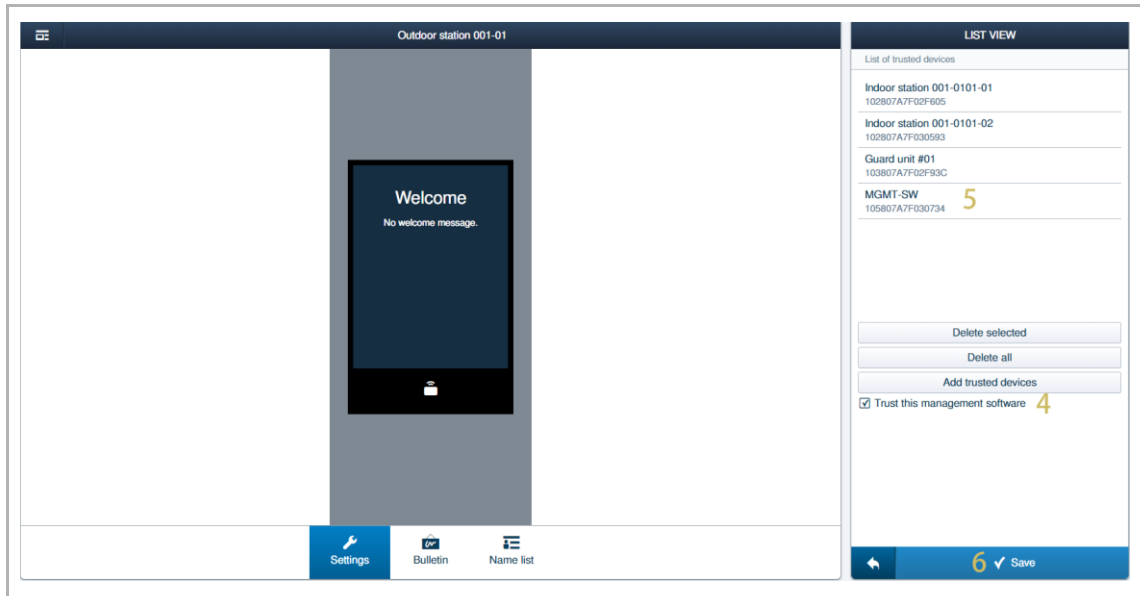 Outdoor station 001-01
Welcome
No welcome message.
Settings
Bulletin
Name list
LIST VIEW
List of trusted devices
Indoor station 001-0101-01
102807A7F02F605
Indoor station 001-0101-02
102807A7F030593
Guard unit #01
103807A7F02F93C
MGMT-SW
105807A7F030734
5
Delete selected
Delete all
Add trusted devices
Trust this management software 4
6 Save